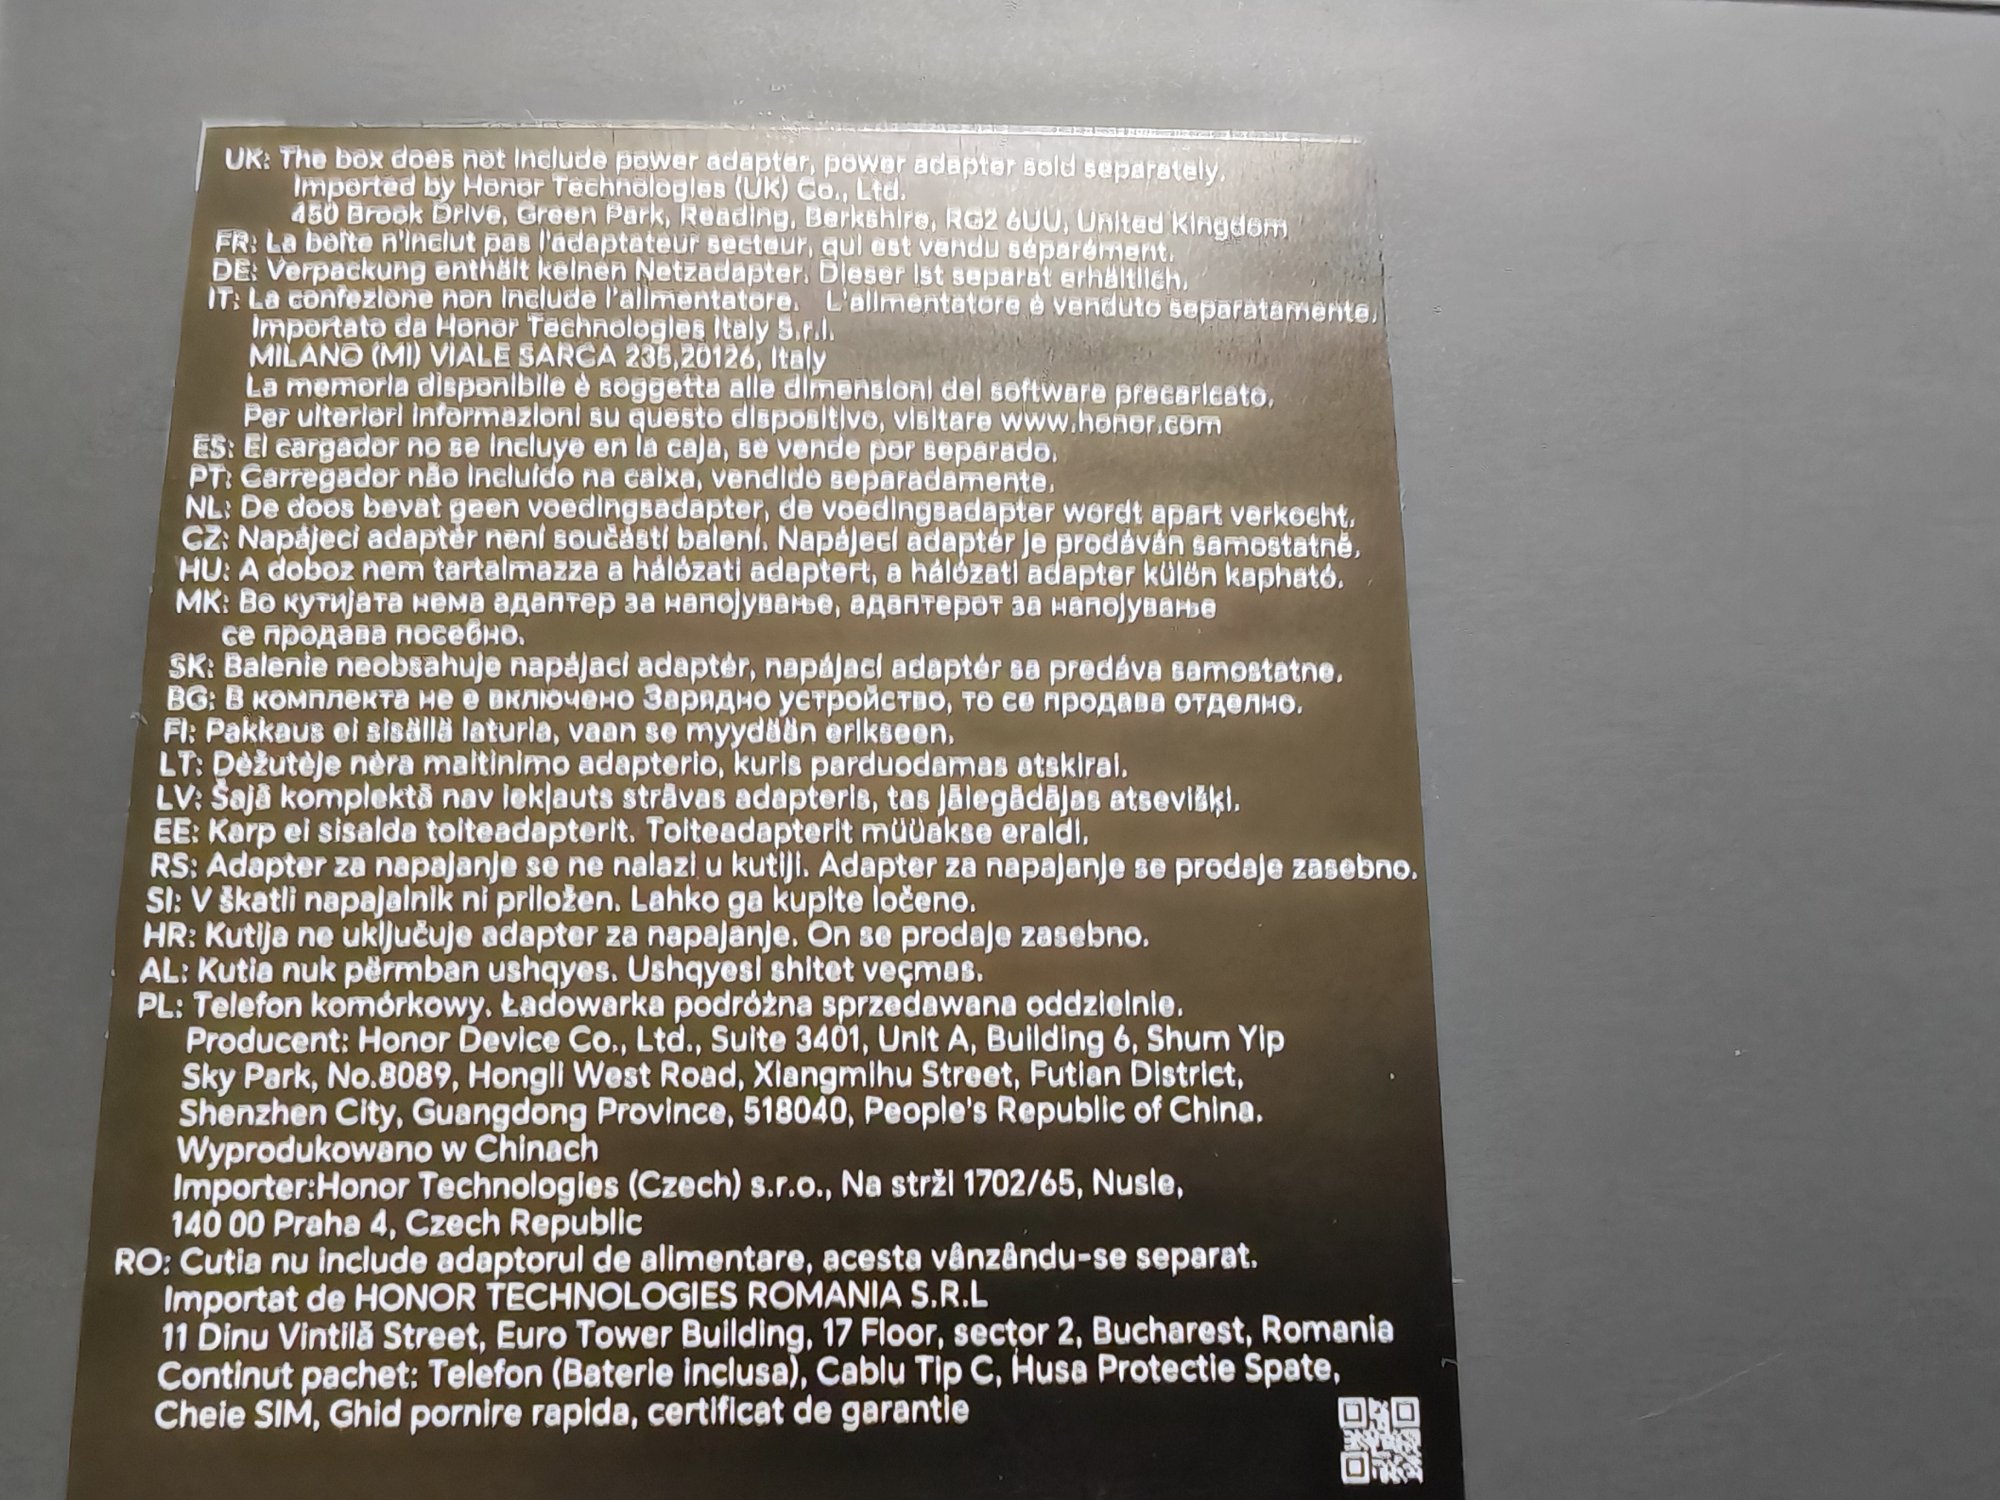 UK: The box does not include power adapter, power adapter sold separately.
Imported by Honor Technologies (UK) Co., Ltd.
450 Brook Drive, Green Park, Reading, Berkshire, RG2 6UU, United Kingdom
FR: La boîte n'inclut pas l'adaptateur secteur, qui est vendu séparément.
DE: Verpackung enthält keinen Netzadapter. Dieser ist separat erhältlich.
IT: La confezione non include l'alimentatore. L'alimentatore è venduto separatamente.
Importato da Honor Technologies Italy S.r.l.
MILANO (MI) VIALE SARCA 235,20126, Italy
La memoria disponibile è soggetta alle dimensioni del software precaricato.
Per ulteriori informazioni su questo dispositivo, visitare www.honor.com
ES: El cargador no se incluye en la caja, se vende por separado.
PT: Carregador não incluído na caixa, vendido separadamente.
NL: De doos bevat geen voedingsadapter, de voedingsadapter wordt apart verkocht.
CZ: Napájecí adaptér není součástí balení. Napájecí adaptér je prodáván samostatně.
HU: A doboz nem tartalmazza a hálózati adaptert, a hálózati adapter külön kapható.
MK: Во кутијата нема адаптер за напојување, адаптерот за напојување
се продава посебно.
SK: Balenie neobsahuje napájací adaptér, napájací adaptér sa predáva samostatne.
BG: В комплекта не е включено Зарядно устройство, то се продава отделно.
FI: Pakkaus ei sisällä laturia, vaan se myydään erikseen.
LT: Dėžutėje nėra maitinimo adapterio, kuris parduodamas atskirai.
LV: Šajā komplektā nav iekļauts strāvas adapteris, tas jāiegādājas atsevišķi.
EE: Karp ei sisalda toiteadapterit. Toiteadapterit müüakse eraldi.
RS: Adapter za napajanje se ne nalazi u kutiji. Adapter za napajanje se prodaje zasebno.
SI: V škatli napajalnik ni priložen. Lahko ga kupite ločeno.
HR: Kutija ne uključuje adapter za napajanje. On se prodaje zasebno.
AL: Kutia nuk përmban ushqyes. Ushqyesi shitet veçmas.
PL: Telefon komórkowy. Ładowarka podróżna sprzedawana oddzielnie.
Producent: Honor Device Co., Ltd., Suite 3401, Unit A, Building 6, Shum Yip
Sky Park, No.8089, Hongli West Road, Xiangmihu Street, Futian District,
Shenzhen City, Guangdong Province, 518040, People's Republic of China.
Wyprodukowano w Chinach
Importer:Honor Technologies (Czech) s.r.o., Na strži 1702/65, Nusle,
140 00 Praha 4, Czech Republic
RO: Cutia nu include adaptorul de alimentare, acesta vânzându-se separat.
Importat de HONOR TECHNOLOGIES ROMANIA S.R.L
11 Dinu Vintilă Street, Euro Tower Building, 17 Floor, sector 2, Bucharest, Romania
Continut pachet: Telefon (Baterie inclusa), Cablu Tip C, Husa Protectie Spate,
Cheie SIM, Ghid pornire rapida, certificat de garantie